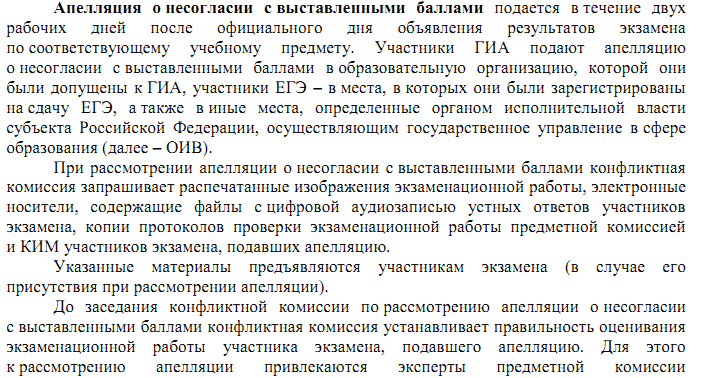 Апелляция о несогласии с выставленными баллами подается в течение двух
рабочих дней после официального дня объявления результатов экзамена
по соответствующему учебному предмету. Участники ГИА подают апелляцию
о несогласии с выставленными баллами в образовательную организацию, которой они
были допущены к ГИА, участники ЕГЭ – в места, в которых они были зарегистрированы
на сдачу ЕГЭ, а также в иные места, определенные органом исполнительной власти
субъекта Российской Федерации, осуществляющим государственное управление в сфере
образования (далее – ОИВ).
При рассмотрении апелляции о несогласии с выставленными баллами конфликтная
комиссия запрашивает распечатанные изображения экзаменационной работы, электронные
носители, содержащие файлы с цифровой аудиозаписью устных ответов участников
экзамена, копии протоколов проверки экзаменационной работы предметной комиссией
и КИМ участников экзамена, подавших апелляцию.
Указанные материалы предъявляются участникам экзамена (в случае его
присутствия при рассмотрении апелляции).
До заседания конфликтной комиссии по рассмотрению апелляции о несогласии
с выставленными баллами конфликтная комиссия устанавливает правильность оценивания
экзаменационной работы участника экзамена, подавшего апелляцию. Для этого
к рассмотрению апелляции привлекаются эксперты предметной комиссии